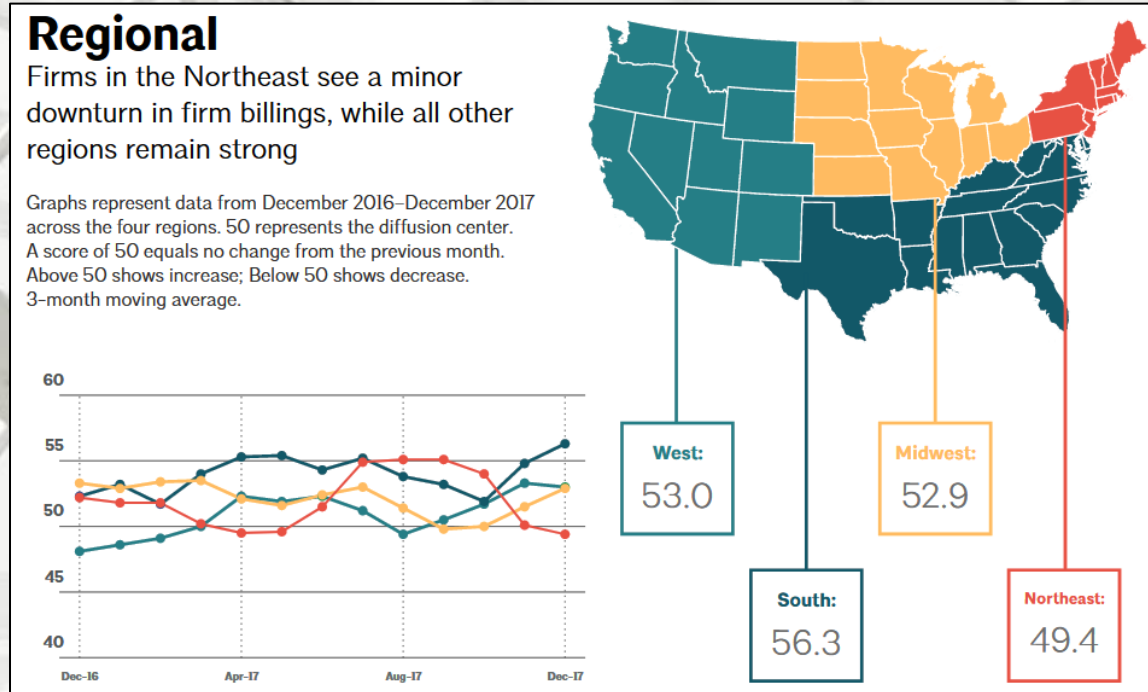 Regional
Firms in the Northeast see a minor
downturn in firm billings, while all other
regions remain strong
Graphs represent data from December 2016–December 2017
across the four regions. 50 represents the diffusion center.
A score of 50 equals no change from the previous month.
Above 50 shows increase; Below 50 shows decrease.
3-month moving average.
60
55
50
45
40
Dec-16
Apr-17
Aug-17
Dec-17
West:
53.0
Midwest:
52.9
South:
56.3
Northeast:
49.4